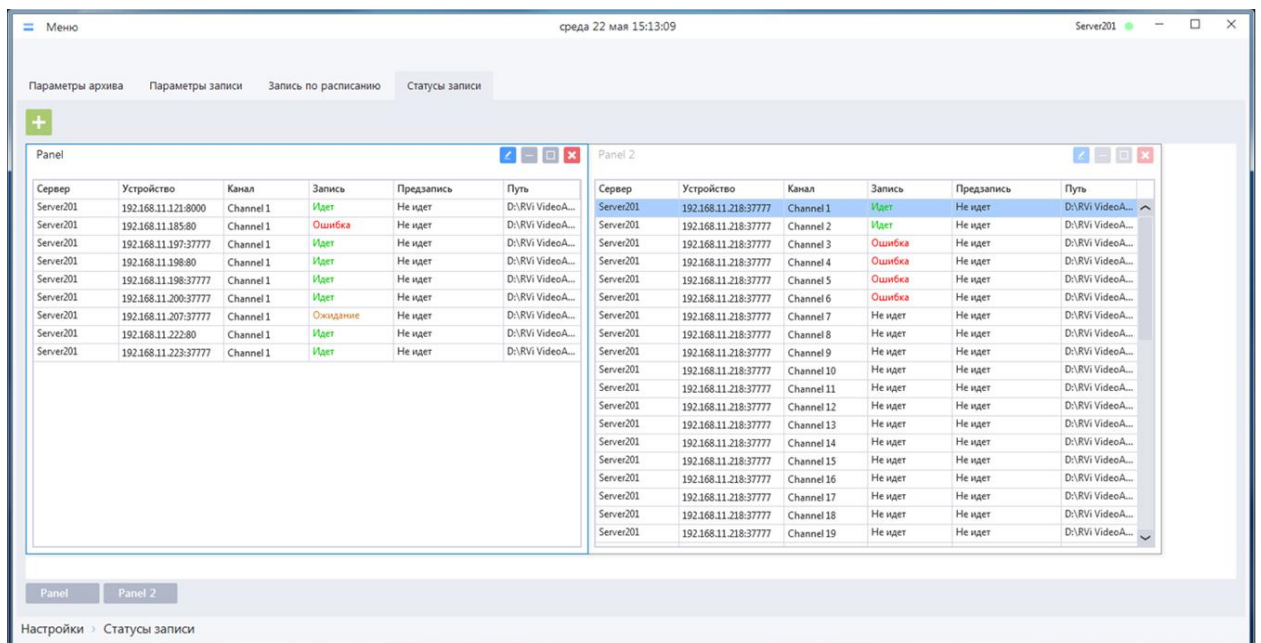 Меню среда 22 мая 15:13:09 Server201
Параметры архива Параметры записи Запись по расписанию Статусы записи
Panel
Сервер Устройство Канал Запись Предзапись Путь
Server201 192.168.11.121:8000 Channel 1 Идет Не идет D:\RVi VideoA...
Server201 192.168.11.185:80 Channel 1 Ошибка Не идет D:\RVi VideoA...
Server201 192.168.11.197:37777 Channel 1 Идет Не идет D:\RVi VideoA...
Server201 192.168.11.198:80 Channel 1 Идет Не идет D:\RVi VideoA...
Server201 192.168.11.198:37777 Channel 1 Идет Не идет D:\RVi VideoA...
Server201 192.168.11.200:37777 Channel 1 Идет Не идет D:\RVi VideoA...
Server201 192.168.11.207:37777 Channel 1 Ожидание Не идет D:\RVi VideoA...
Server201 192.168.11.222:80 Channel 1 Идет Не идет D:\RVi VideoA...
Server201 192.168.11.223:37777 Channel 1 Идет Не идет D:\RVi VideoA...
Panel 2
Сервер Устройство Канал Запись Предзапись Путь
Server201 192.168.11.218:37777 Channel 1 Идет Не идет D:\RVi VideoA...
Server201 192.168.11.218:37777 Channel 2 Идет Не идет D:\RVi VideoA...
Server201 192.168.11.218:37777 Channel 3 Ошибка Не идет D:\RVi VideoA...
Server201 192.168.11.218:37777 Channel 4 Ошибка Не идет D:\RVi VideoA...
Server201 192.168.11.218:37777 Channel 5 Ошибка Не идет D:\RVi VideoA...
Server201 192.168.11.218:37777 Channel 6 Ошибка Не идет D:\RVi VideoA...
Server201 192.168.11.218:37777 Channel 7 Не идет Не идет D:\RVi VideoA...
Server201 192.168.11.218:37777 Channel 8 Не идет Не идет D:\RVi VideoA...
Server201 192.168.11.218:37777 Channel 9 Не идет Не идет D:\RVi VideoA...
Server201 192.168.11.218:37777 Channel 10 Не идет Не идет D:\RVi VideoA...
Server201 192.168.11.218:37777 Channel 11 Не идет Не идет D:\RVi VideoA...
Server201 192.168.11.218:37777 Channel 12 Не идет Не идет D:\RVi VideoA...
Server201 192.168.11.218:37777 Channel 13 Не идет Не идет D:\RVi VideoA...
Server201 192.168.11.218:37777 Channel 14 Не идет Не идет D:\RVi VideoA...
Server201 192.168.11.218:37777 Channel 15 Не идет Не идет D:\RVi VideoA...
Server201 192.168.11.218:37777 Channel 16 Не идет Не идет D:\RVi VideoA...
Server201 192.168.11.218:37777 Channel 17 Не идет Не идет D:\RVi VideoA...
Server201 192.168.11.218:37777 Channel 18 Не идет Не идет D:\RVi VideoA...
Server201 192.168.11.218:37777 Channel 19 Не идет Не идет D:\RVi VideoA...
Panel Panel 2
Настройки › Статусы записи